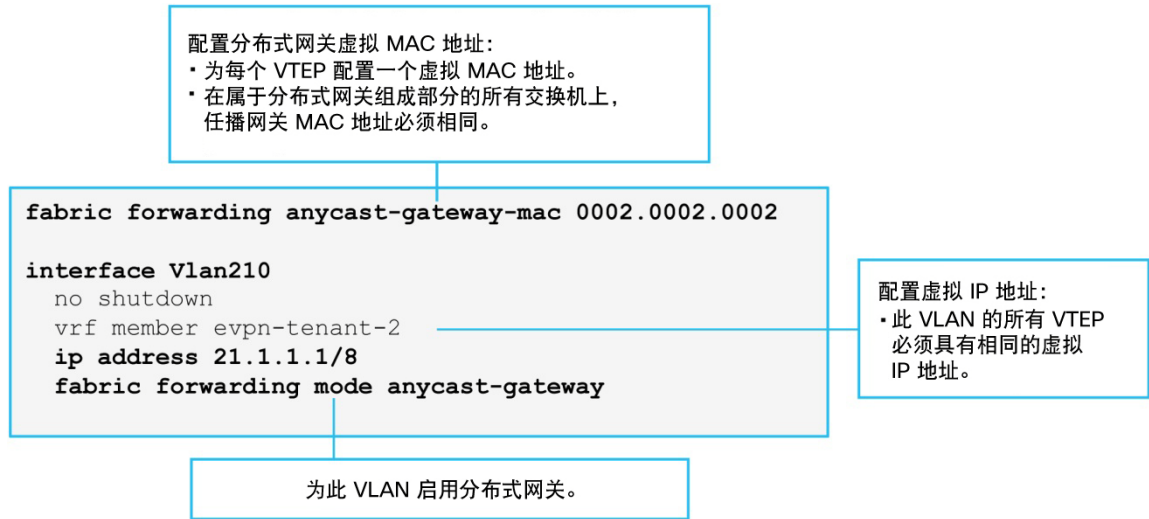 配置分布式网关虚拟 MAC 地址：
▪ 为每个 VTEP 配置一个虚拟 MAC 地址。
▪ 在属于分布式网关组成部分的所有交换机上，
任播网关 MAC 地址必须相同。
fabric forwarding anycast-gateway-mac 0002.0002.0002
interface Vlan210
no shutdown
vrf member evpn-tenant-2
ip address 21.1.1.1/8
fabric forwarding mode anycast-gateway
配置虚拟 IP 地址：
▪ 此 VLAN 的所有 VTEP
必须具有相同的虚拟
IP 地址。
为此 VLAN 启用分布式网关。